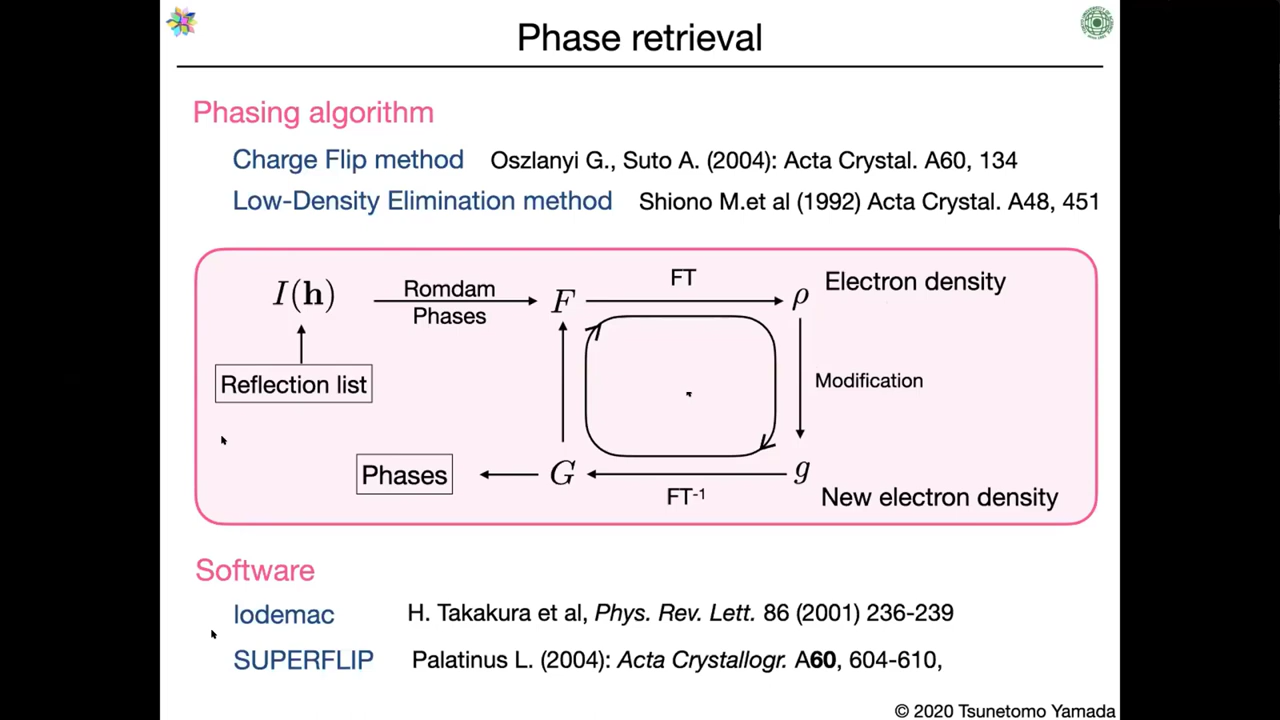 Phase retrieval
Phasing algorithm
Charge Flip method Oszlanyi G., Suto A. (2004): Acta Crystal. A60, 134
Low-Density Elimination method Shiono M.et al (1992) Acta Crystal. A48, 451
I(h) Romdam Phases F FT ρ Electron density
Reflection list
Modification
Phases G FT-1 g
New electron density
Software
lodemac H. Takakura et al, Phys. Rev. Lett. 86 (2001) 236-239
SUPERFLIP Palatinus L. (2004): Acta Crystallogr. A60, 604-610,
© 2020 Tsunetomo Yamada